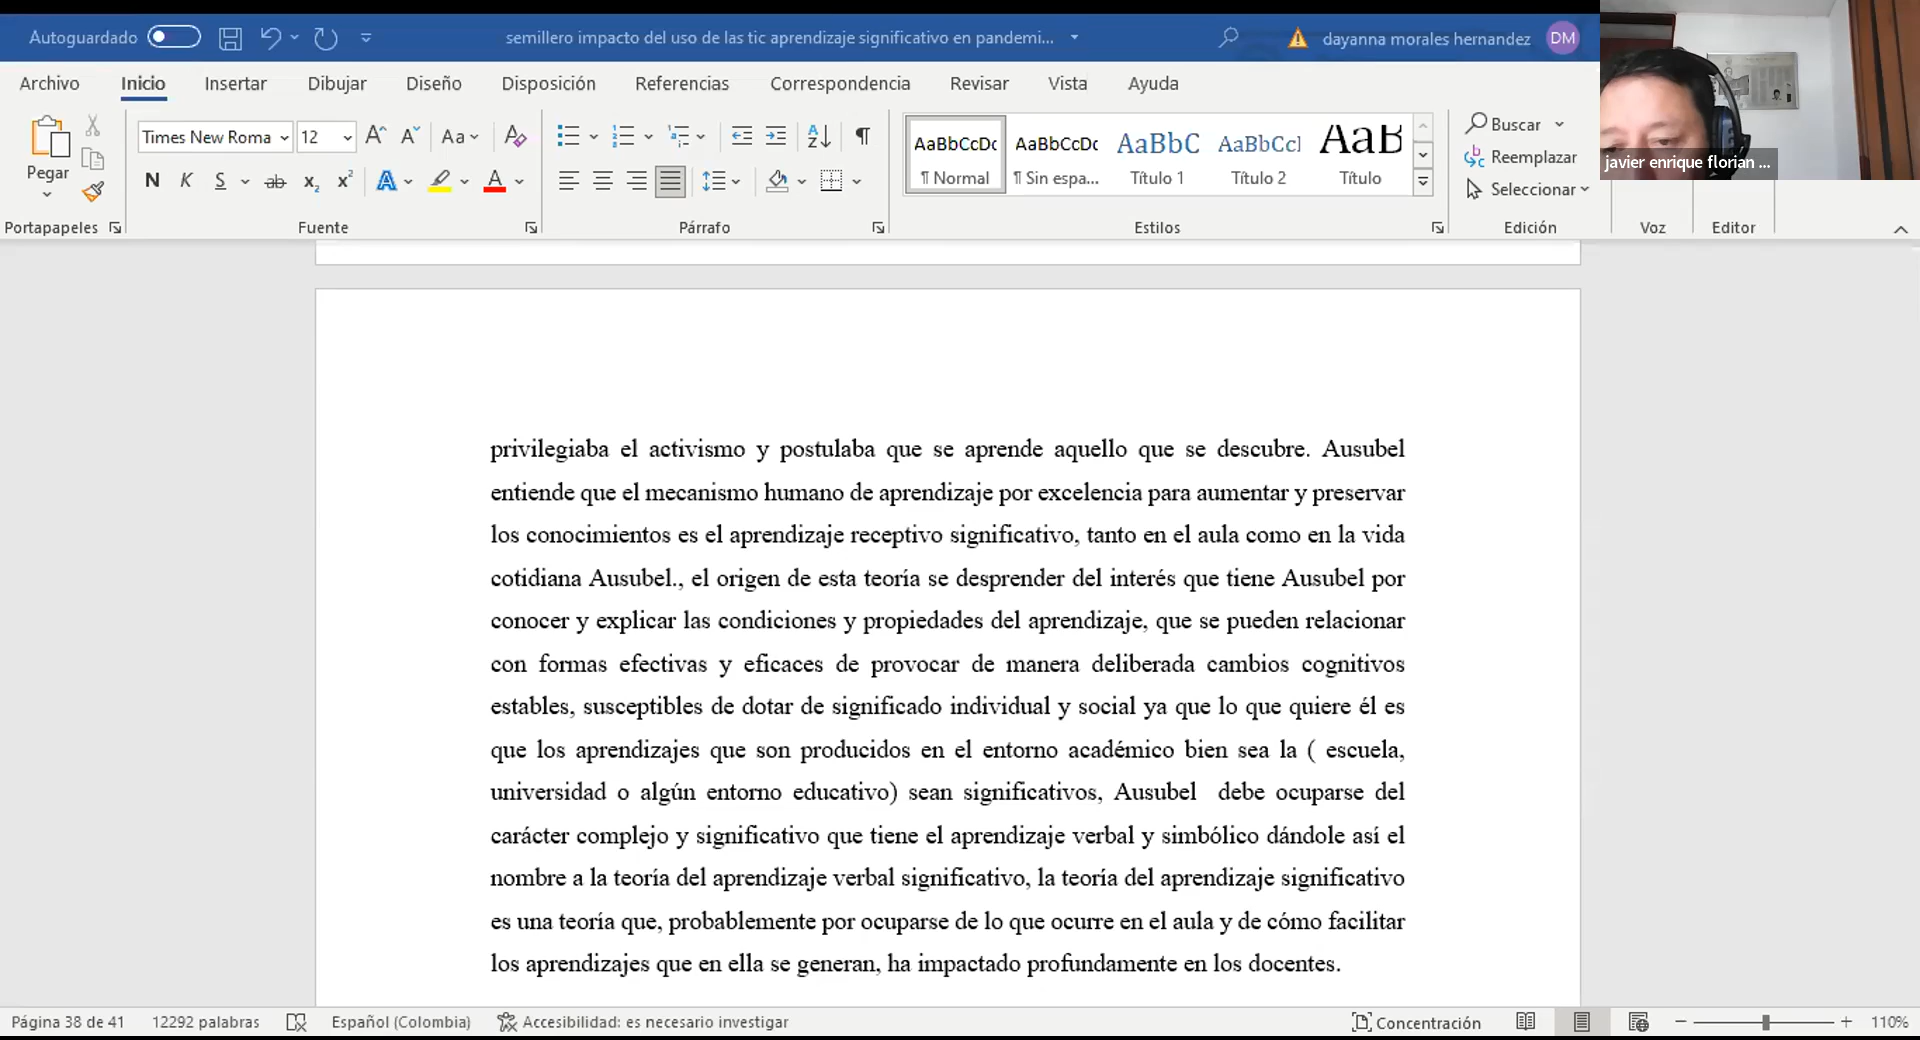 Autoguardado
semillero impacto del uso de las tic aprendizaje significativo en pandemi...
dayanna morales hernandez
DM
Archivo Inicio Insertar Dibujar Diseño Disposición Referencias Correspondencia Revisar Vista Ayuda
Pegar
Times New Roma 12
Aa
N K S ab x₂ x² A A
AaBbCcDc AaBbCcDc AaBbC AaBbCcI AaB
¶ Normal ¶ Sin espa... Título 1 Título 2 Título
Buscar
Reemplazar
Seleccionar
javier enrique florian ...
Portapapeles Fuente Párrafo Estilos Edición Voz Editor
privilegiaba el activismo y postulaba que se aprende aquello que se descubre. Ausubel
entiende que el mecanismo humano de aprendizaje por excelencia para aumentar y preservar
los conocimientos es el aprendizaje receptivo significativo, tanto en el aula como en la vida
cotidiana Ausubel., el origen de esta teoría se desprender del interés que tiene Ausubel por
conocer y explicar las condiciones y propiedades del aprendizaje, que se pueden relacionar
con formas efectivas y eficaces de provocar de manera deliberada cambios cognitivos
estables, susceptibles de dotar de significado individual y social ya que lo que quiere él es
que los aprendizajes que son producidos en el entorno académico bien sea la ( escuela,
universidad o algún entorno educativo) sean significativos, Ausubel  debe ocuparse del
carácter complejo y significativo que tiene el aprendizaje verbal y simbólico dándole así el
nombre a la teoría del aprendizaje verbal significativo, la teoría del aprendizaje significativo
es una teoría que, probablemente por ocuparse de lo que ocurre en el aula y de cómo facilitar
los aprendizajes que en ella se generan, ha impactado profundamente en los docentes.
Página 38 de 41 12292 palabras Español (Colombia) Accesibilidad: es necesario investigar Concentración 110%